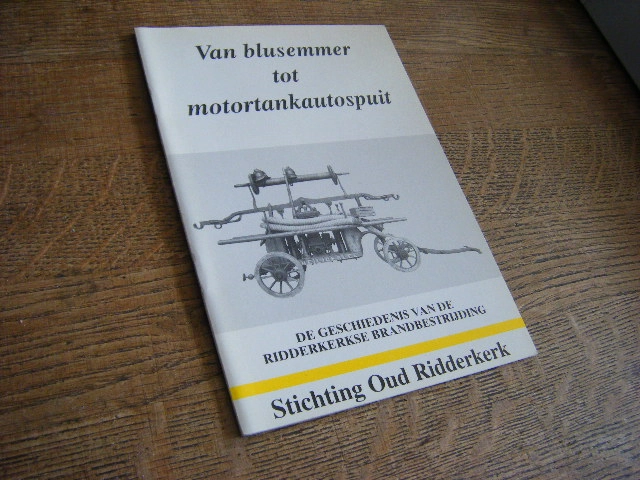 Van blusemmer
tot
motortankautospuit
DE GESCHIEDENIS VAN DE
RIDDERKERKSE BRANDBESTRIJDING
Stichting Oud Ridderkerk